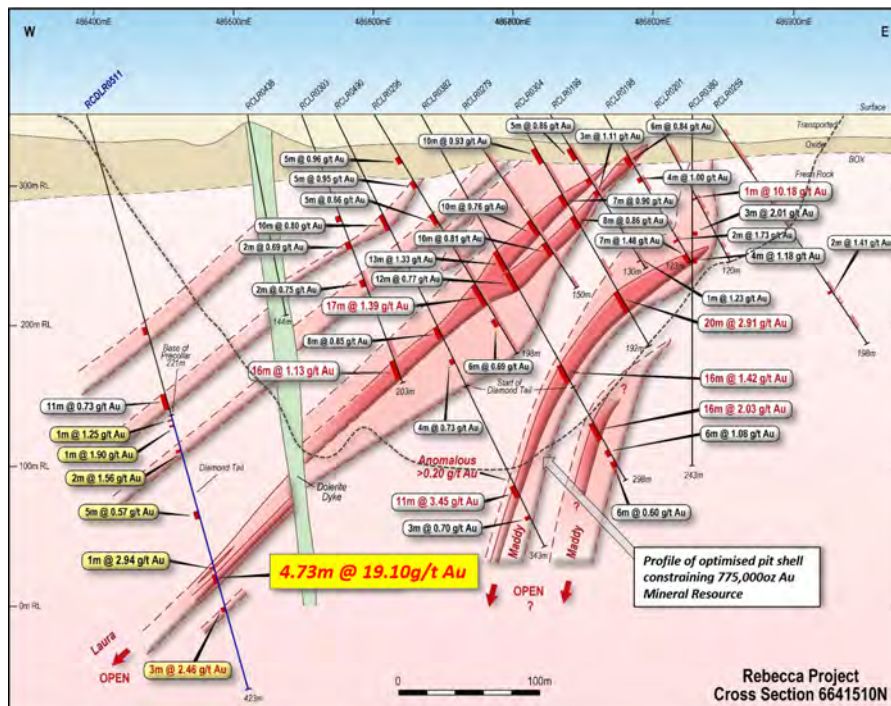 W
486400mE
E
RCDLR0511
RCLR0438
RCLR0303
RCLR0490
RCLR0206
RCLR0382
RCLR0279
RCLR0304
RCLR0199
RCLR0198
RCLR0201
RCLR0380
RCLR0259
Surface
Transported
Oxide
BOX
Fresh Rock
300m RL
200m RL
100m RL
0m RL
10m @ 0.93 g/t Au
5m @ 0.86 g/t Au
3m @ 1.11 g/t Au
6m @ 0.84 g/t Au
5m @ 0.96 g/t Au
5m @ 0.95 g/t Au
5m @ 0.66 g/t Au
4m @ 1.00 g/t Au
1m @ 10.18 g/t Au
10m @ 0.76 g/t Au
7m @ 0.90 g/t Au
3m @ 2.01 g/t Au
10m @ 0.80 g/t Au
8m @ 0.86 g/t Au
2m @ 0.69 g/t Au
10m @ 0.81 g/t Au
7m @ 1.48 g/t Au
2m @ 1.73 g/t Au
2m @ 1.41 g/t Au
13m @ 1.33 g/t Au
4m @ 1.18 g/t Au
130m
123m
120m
12m @ 0.77 g/t Au
2m @ 0.75 g/t Au
150m
1m @ 1.23 g/t Au
17m @ 1.39 g/t Au
144m
20m @ 2.91 g/t Au
8m @ 0.85 g/t Au
192m
198m
198m
Base of
Precollar
221m
16m @ 1.13 g/t Au
6m @ 0.69 g/t Au
203m
Start of
Diamond Tail
16m @ 1.42 g/t Au
11m @ 0.73 g/t Au
16m @ 2.03 g/t Au
1m @ 1.25 g/t Au
4m @ 0.73 g/t Au
6m @ 1.08 g/t Au
1m @ 1.90 g/t Au
2m @ 1.56 g/t Au
Diamond Tail
Anomalous
>0.20 g/t Au
243m
298m
Dolerite
Dyke
11m @ 3.45 g/t Au
5m @ 0.57 g/t Au
3m @ 0.70 g/t Au
6m @ 0.60 g/t Au
343m
Maddy
Maddy
?
?
1m @ 2.94 g/t Au
4.73m @ 19.10g/t Au
Profile of optimised pit shell
constraining 775,000oz Au
Mineral Resource
OPEN
?
Laura
OPEN
3m @ 2.46 g/t Au
423m
0
100m
Rebecca Project
Cross Section 6641510N